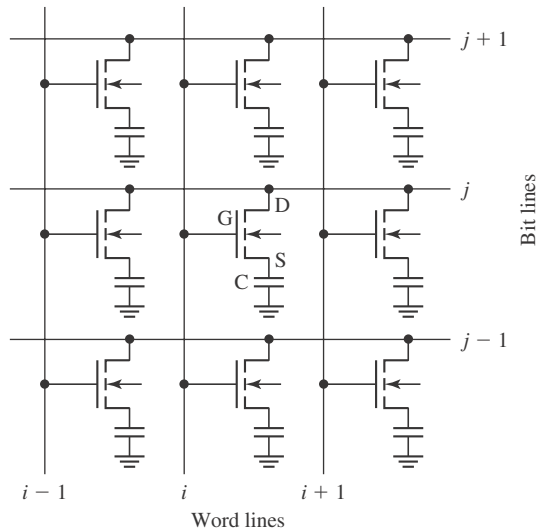 j + 1
G
D
j
S
C
Bit lines
j − 1
i − 1
i
i + 1
Word lines